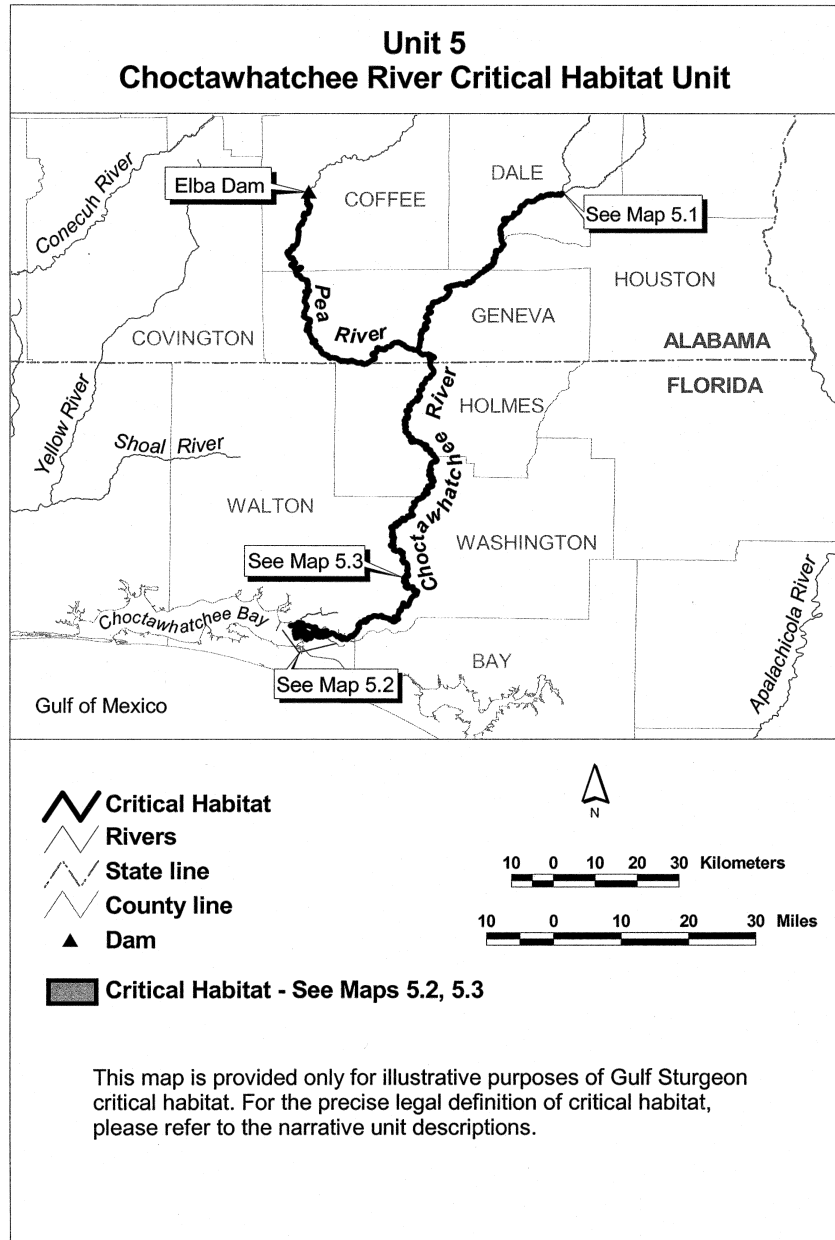 Unit 5
Choctawhatchee River Critical Habitat Unit
Conecuh River
Elba Dam
COFFEE
DALE
See Map 5.1
HOUSTON
Pea
River
GENEVA
COVINGTON
ALABAMA
FLORIDA
Yellow River
Shoal River
HOLMES
Choctawhatchee River
WALTON
WASHINGTON
See Map 5.3
Choctawhatchee Bay
See Map 5.2
BAY
Apalachicola River
Gulf of Mexico
Critical Habitat
Rivers
State line
County line
Dam
Critical Habitat - See Maps 5.2, 5.3
N
10 0 10 20 30 Kilometers
10 0 10 20 30 Miles
This map is provided only for illustrative purposes of Gulf Sturgeon
critical habitat. For the precise legal definition of critical habitat,
please refer to the narrative unit descriptions.